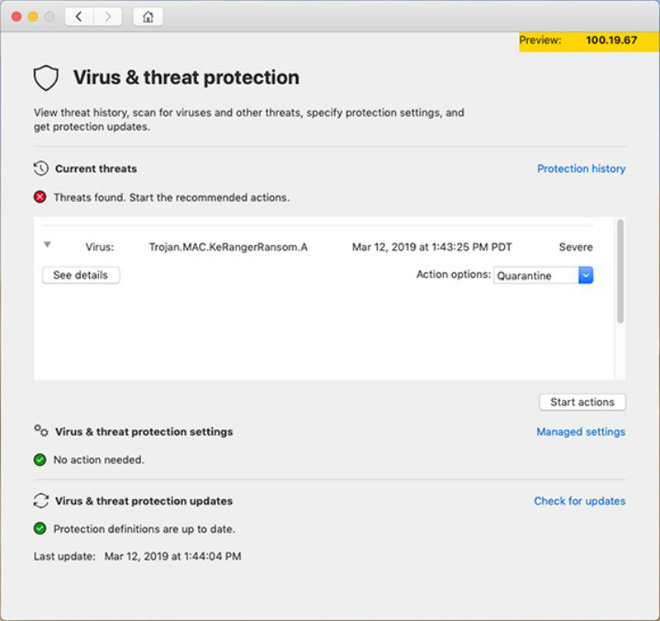 Preview: 100.19.67
Virus & threat protection
View threat history, scan for viruses and other threats, specify protection settings, and
get protection updates.
Current threats Protection history
Threats found. Start the recommended actions.
Virus: Trojan.MAC.KeRangerRansom.A Mar 12, 2019 at 1:43:25 PM PDT Severe
See details Action options: Quarantine
Start actions
Virus & threat protection settings Managed settings
No action needed.
Virus & threat protection updates Check for updates
Protection definitions are up to date.
Last update: Mar 12, 2019 at 1:44:04 PM